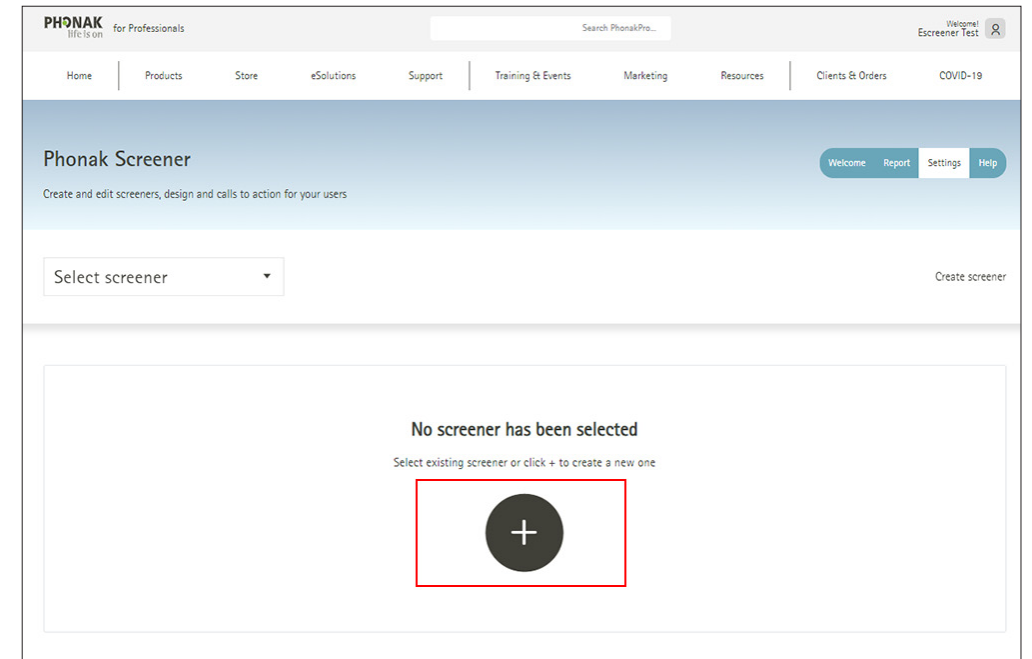 PHONAK
life is on
for Professionals
Search PhonakPro...
Welcome!
Escreener Test
Home
Products
Store
eSolutions
Support
Training & Events
Marketing
Resources
Clients & Orders
COVID-19
Phonak Screener
Welcome
Report
Settings
Help
Create and edit screeners, design and calls to action for your users
Select screener
Create screener
No screener has been selected
Select existing screener or click + to create a new one
+